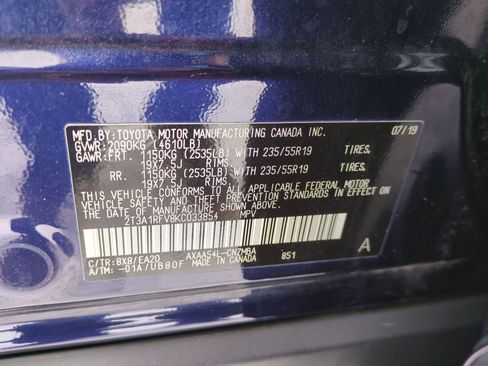 MFD.BY: TOYOTA MOTOR MANUFACTURING CANADA INC. 07/19
GVWR: 2090KG (4610LB)
GAWR: FRT. 1150KG (2535LB) WITH 235/55R19 TIRES,
19X7.5J RIMS,
RR. 1150KG (2535LB) WITH 235/55R19 TIRES,
19X7.5J RIMS,
THIS VEHICLE CONFORMS TO ALL APPLICABLE FEDERAL MOTOR
VEHICLE SAFETY AND THEFT PREVENTION STANDARDS IN EFFECT
ON THE DATE OF MANUFACTURE SHOWN ABOVE.
2T3A1RFV8KC033854 MPV
C/TR: 8X8/EA20 AXAA54L-CNZMBA 851 A
A/TM: -01A/UB80F MADE IN CANADA